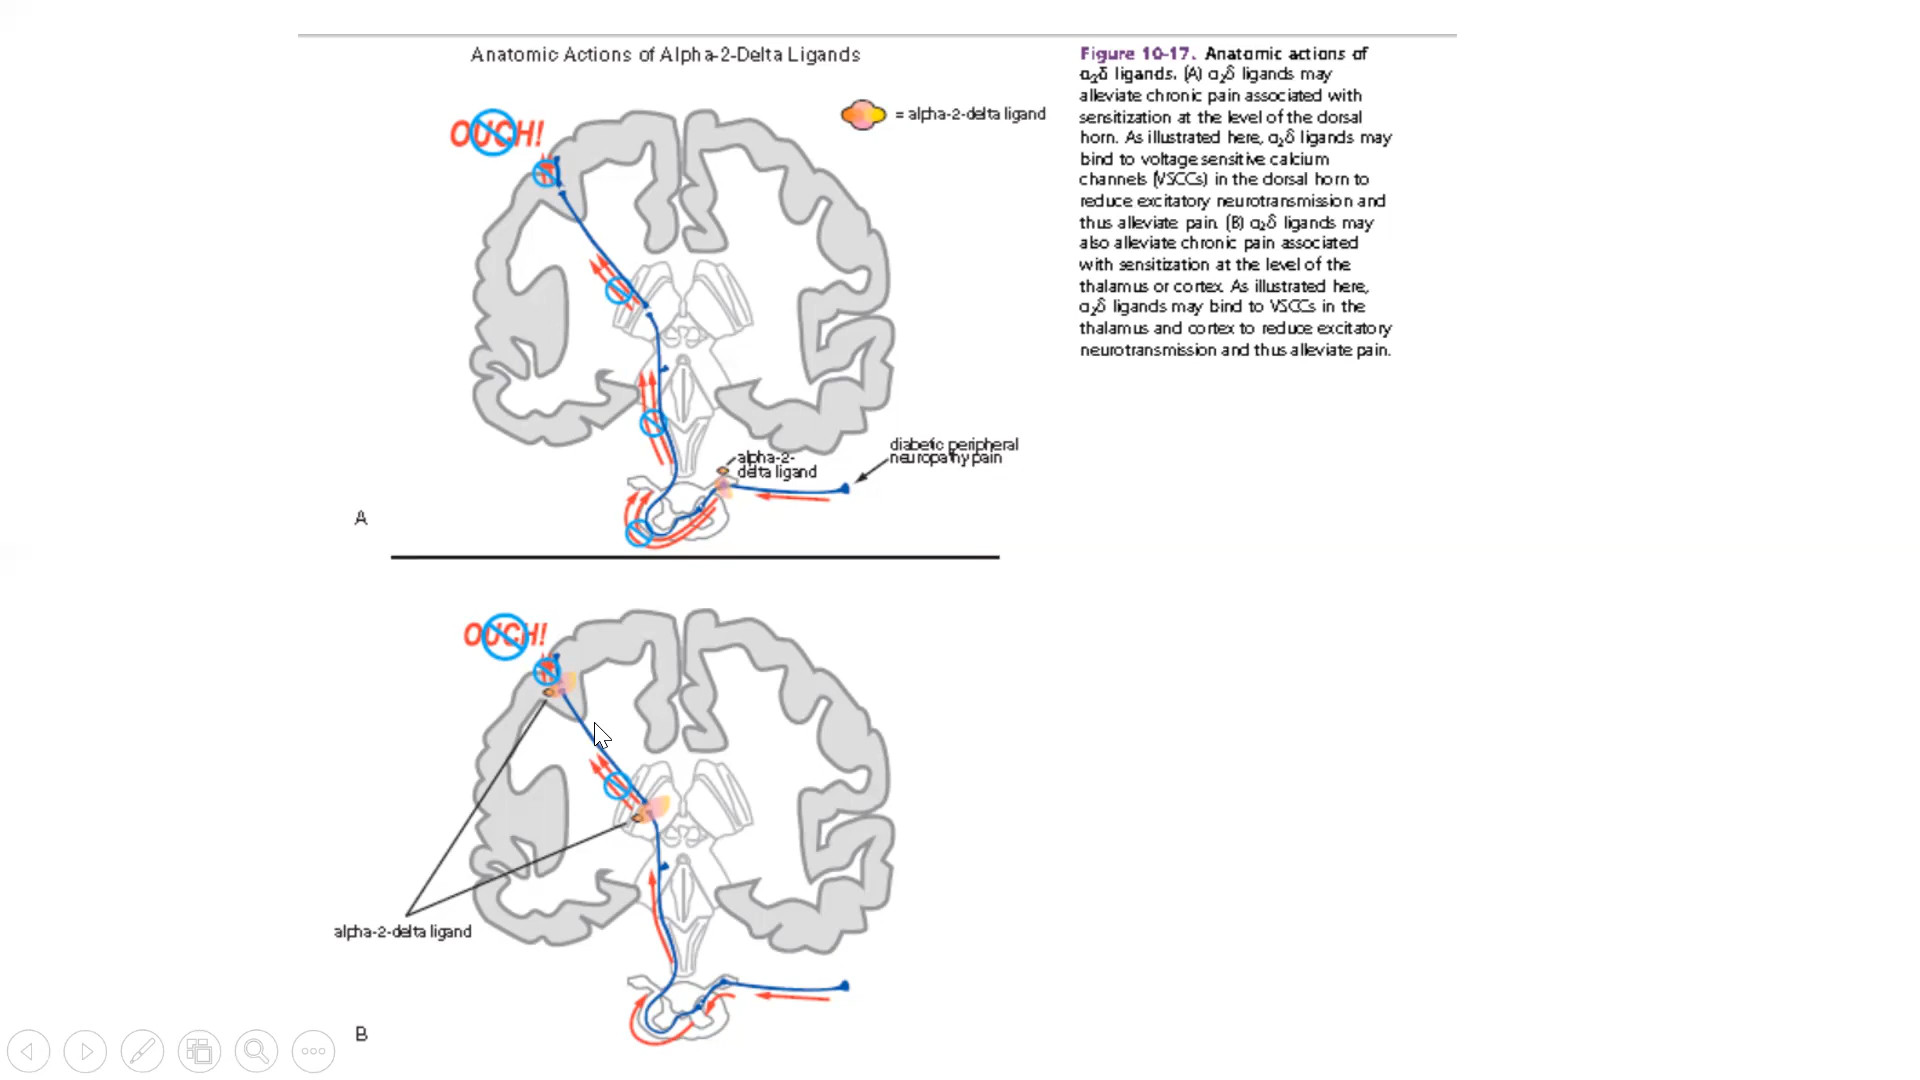 Anatomic Actions of Alpha-2-Delta Ligands
OUCH!
= alpha-2-delta ligand
alpha-2-
delta ligand
diabetic peripheral
neuropathy pain
A
OUCH!
alpha-2-delta ligand
B
Figure 10-17. Anatomic actions of
α₂δ ligands. (A) α₂δ ligands may
alleviate chronic pain associated with
sensitization at the level of the dorsal
horn. As illustrated here, α₂δ ligands may
bind to voltage sensitive calcium
channels (VSCCs) in the dorsal horn to
reduce excitatory neurotransmission and
thus alleviate pain. (B) α₂δ ligands may
also alleviate chronic pain associated
with sensitization at the level of the
thalamus or cortex. As illustrated here,
α₂δ ligands may bind to VSCCs in the
thalamus and cortex to reduce excitatory
neurotransmission and thus alleviate pain.